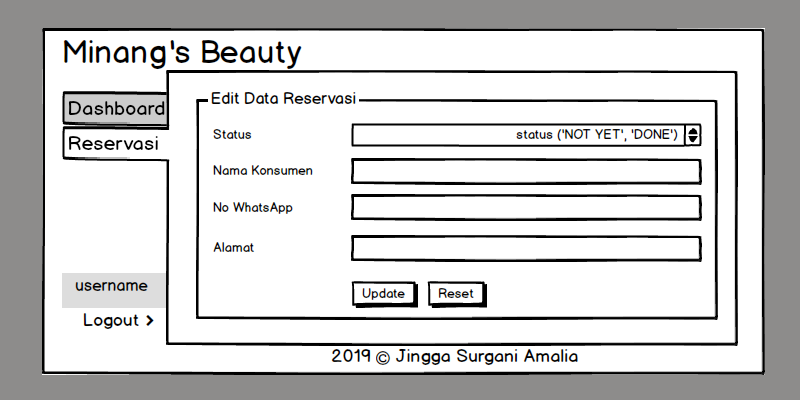 Minang's Beauty
Dashboard
Reservasi
Edit Data Reservasi
Status
status ('NOT YET', 'DONE')
Nama Konsumen
No WhatsApp
Alamat
Update
Reset
username
Logout >
2019 © Jingga Surgani Amalia